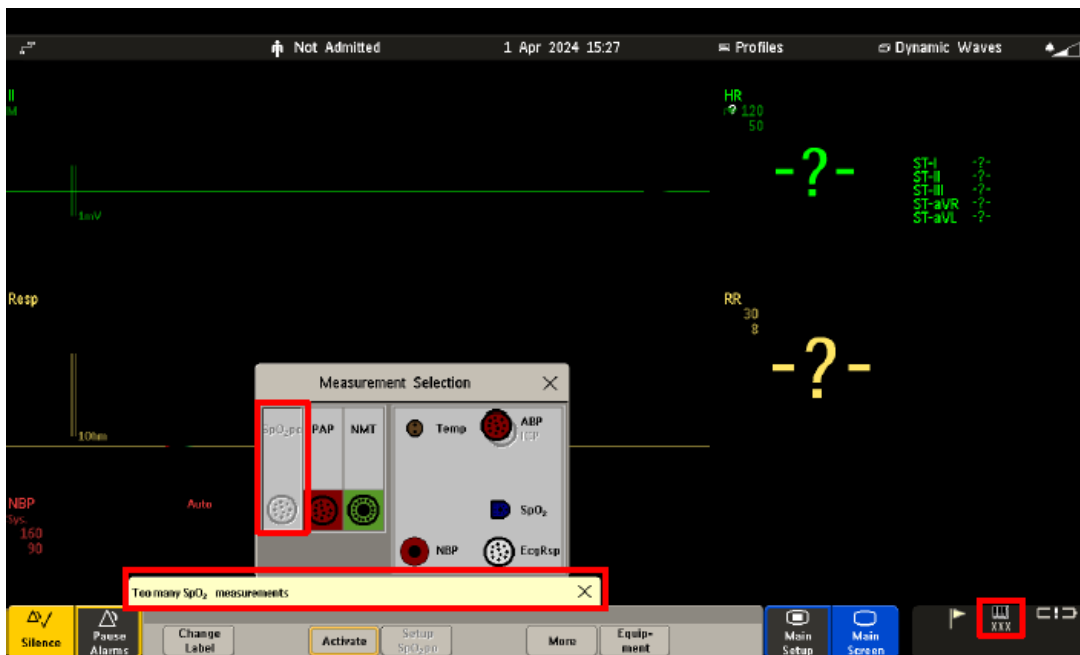 Not Admitted 1 Apr 2024 15:27 Profiles Dynamic Waves
II
M
1mV
HR
? 120
50
-?-
ST-I -?-
ST-II -?-
ST-III -?-
ST-aVR -?-
ST-aVL -?-
Resp
10hm
RR
30
8
-?-
Measurement Selection
SpO₂po PAP NMT Temp ABP
ICP
SpO₂
NBP EcgRsp
NBP Auto
Sys.
160
90
Too many SpO₂ measurements
Silence
Pause
Alarms
Change
Label
Activate
Setup
SpO₂po
More
Equip-
ment
Main
Setup
Main
Screen
XXX